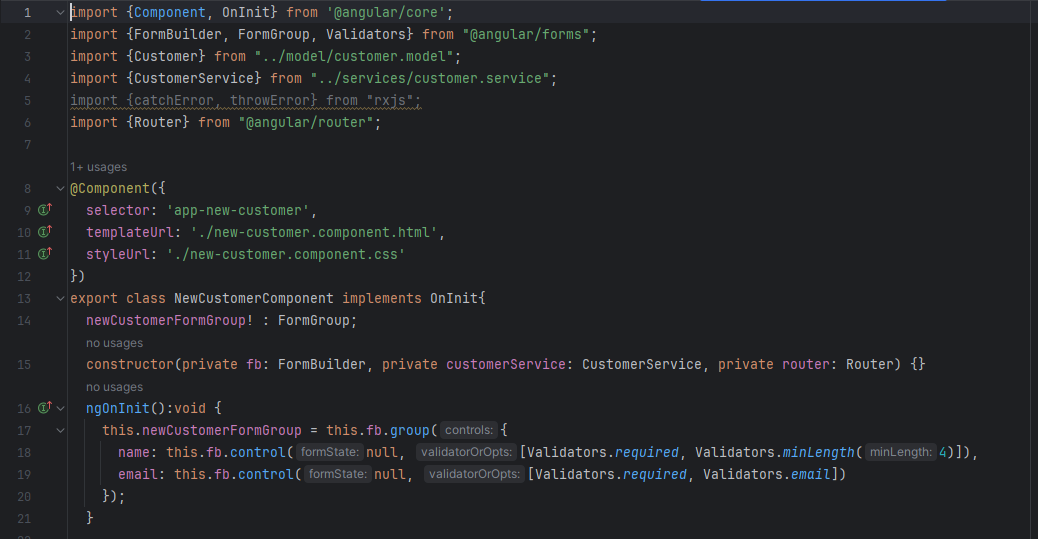 1 import {Component, OnInit} from '@angular/core';
2 import {FormBuilder, FormGroup, Validators} from "@angular/forms";
3 import {Customer} from "../model/customer.model";
4 import {CustomerService} from "../services/customer.service";
5 import {catchError, throwError} from "rxjs";
6 import {Router} from "@angular/router";
7
1+ usages
8 @Component({
9   selector: 'app-new-customer',
10   templateUrl: './new-customer.component.html',
11   styleUrl: './new-customer.component.css'
12 })
13 export class NewCustomerComponent implements OnInit{
14   newCustomerFormGroup! : FormGroup;
no usages
15   constructor(private fb: FormBuilder, private customerService: CustomerService, private router: Router) {}
no usages
16   ngOnInit():void {
17     this.newCustomerFormGroup = this.fb.group( controls: {
18       name: this.fb.control( formState: null, validatorOrOpts: [Validators.required, Validators.minLength( minLength: 4)]),
19       email: this.fb.control( formState: null, validatorOrOpts: [Validators.required, Validators.email])
20     });
21   }